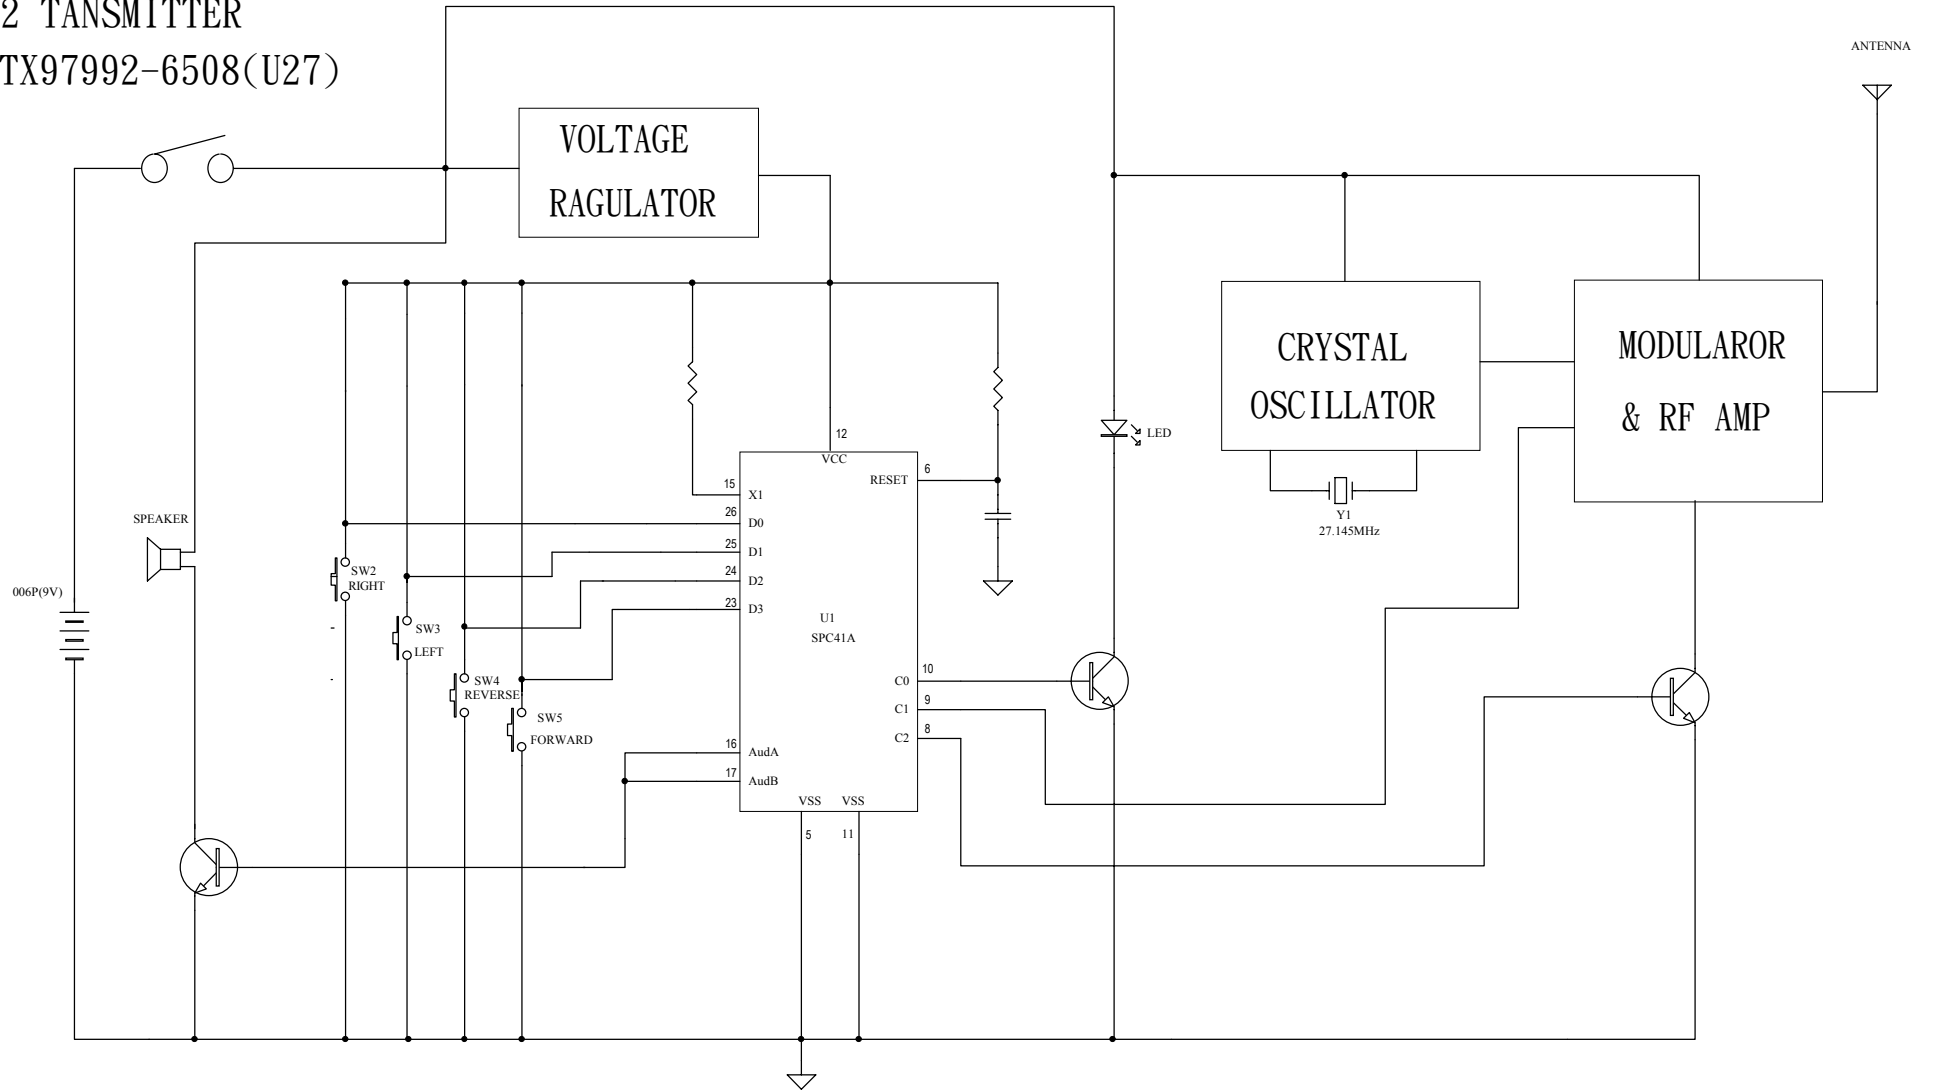 2 TANSMITTER
TX97992-6508(U27)
ANTENNA
VOLTAGE
RAGULATOR
CRYSTAL
OSCILLATOR
MODULAROR
& RF AMP
12
VCC
LED
6
RESET
15
X1
26
D0
25
D1
24
D2
23
D3
Y1
27.145MHz
SPEAKER
SW2
RIGHT
006P(9V)
SW3
LEFT
U1
SPC41A
SW4
REVERSE
SW5
FORWARD
10
C0
9
C1
8
C2
16
AudA
17
AudB
VSS
VSS
5
11